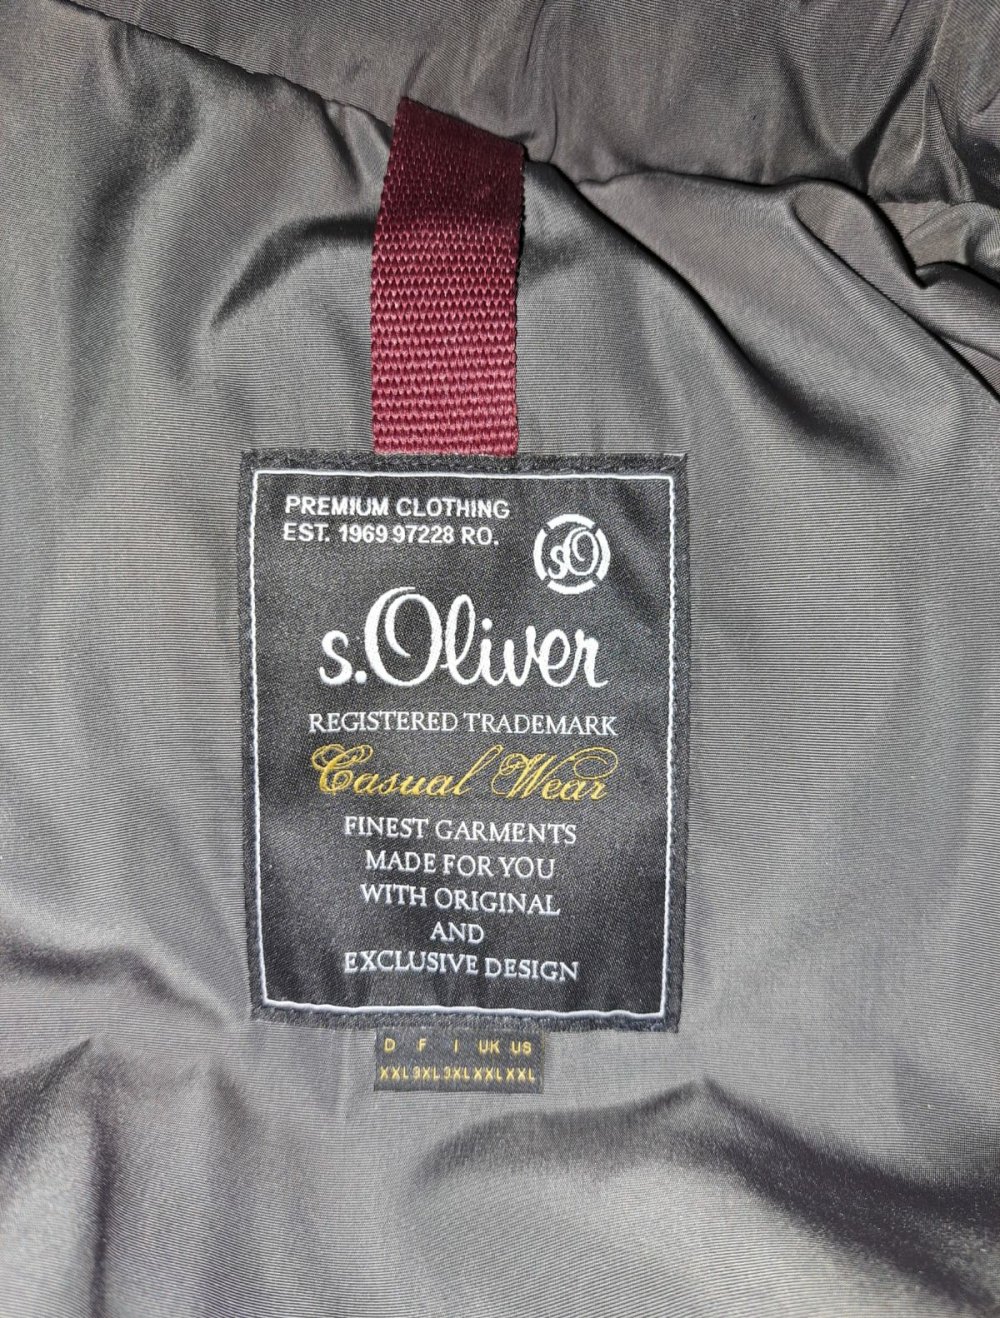 PREMIUM CLOTHING
EST. 1969 97228 RO.
sO
s.Oliver
REGISTERED TRADEMARK
Casual Wear
FINEST GARMENTS
MADE FOR YOU
WITH ORIGINAL
AND
EXCLUSIVE DESIGN
D F I UK US
XXL 3XL 3XL XXL XXL